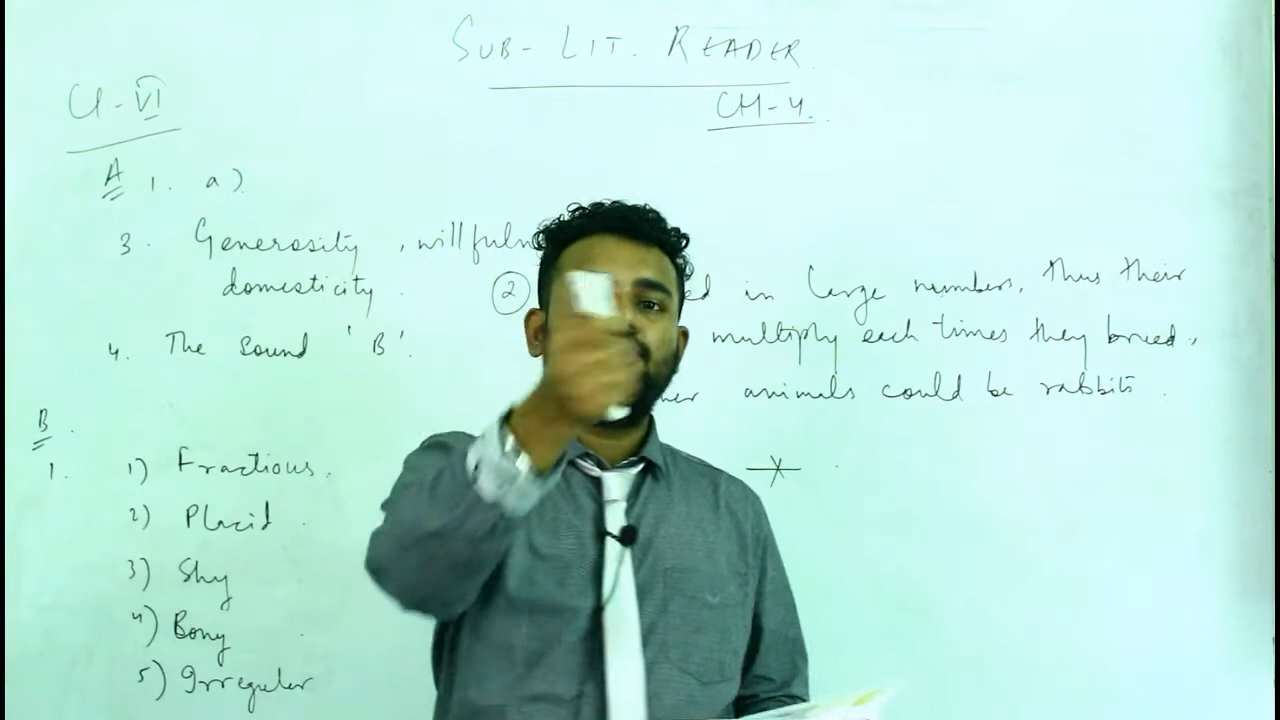 SUB-LIT. READER
Cl-VI
CH-4.
A 1. a)
3. Generosity, willfuln
domesticity.
4. The Sound 'B'.
2 ed in large numbers, thus their
multiply each times they breed,
her animals could be rabbits.
B.
1. 1) Fractious.
2) Placid.
3) Shy
4) Bony
5) Irregular